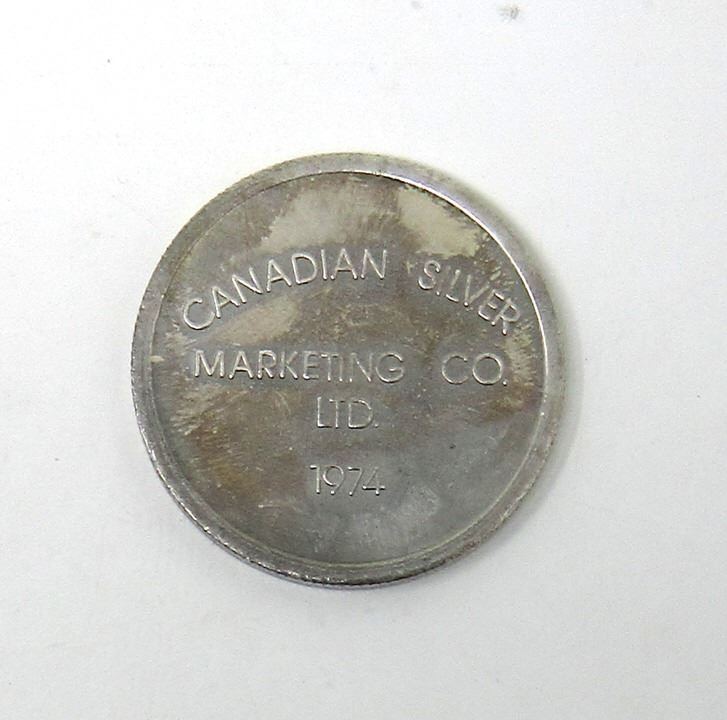 CANADIAN SILVER
MARKETING CO.
LTD.
1974